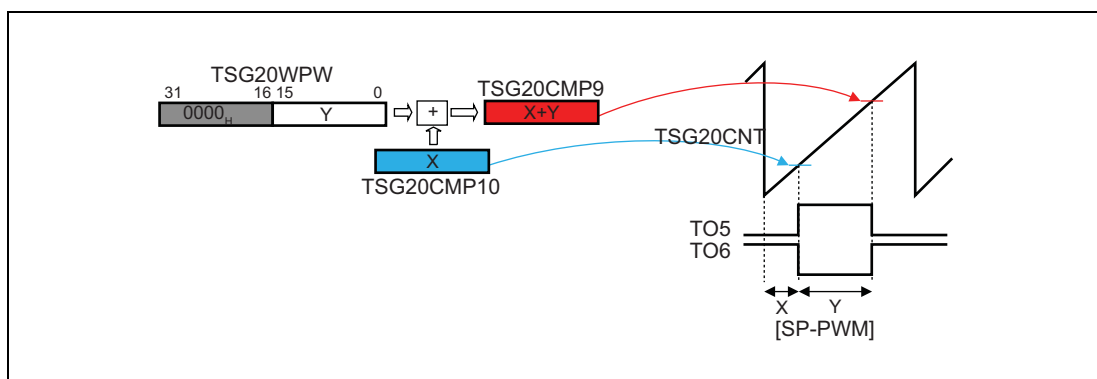 TSG20WPW
31 16 15 0
0000H Y
+
TSG20CMP9
X+Y
X
TSG20CMP10
TSG20CNT
TO5
TO6
X Y
[SP-PWM]